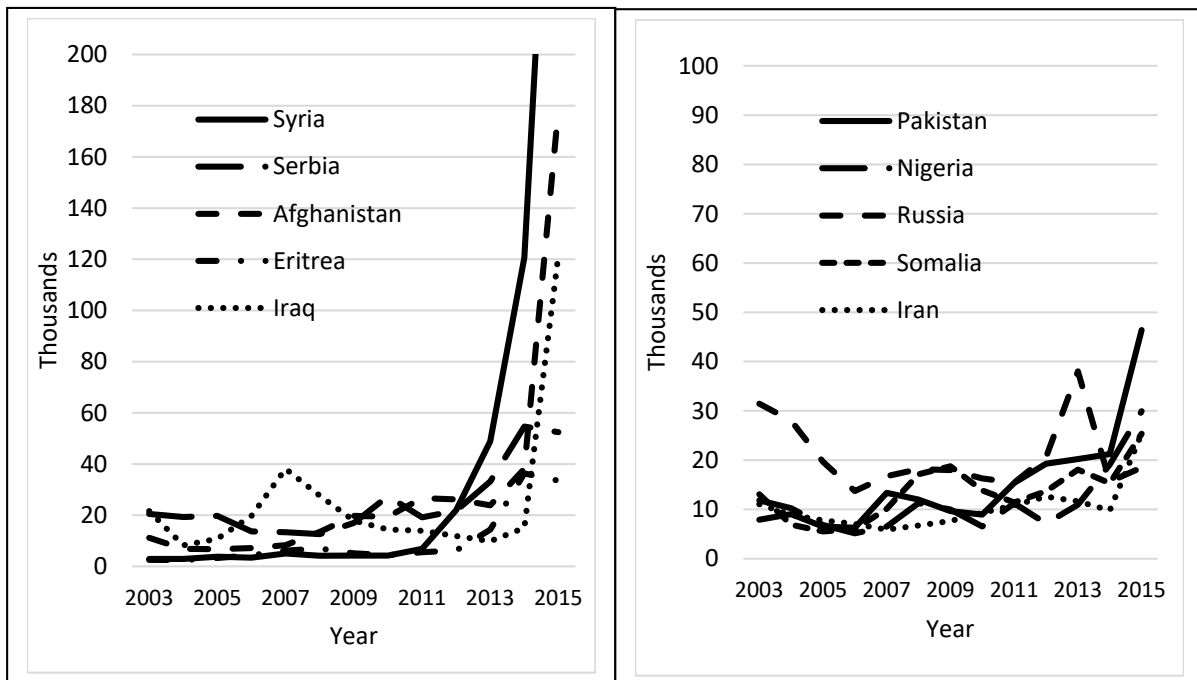 200
180
160
140
120
100
80
60
40
20
0
Thousands
Syria
Serbia
Afghanistan
Eritrea
Iraq
2003 2005 2007 2009 2011 2013 2015
Year
100
90
80
70
60
50
40
30
20
10
0
Thousands
Pakistan
Nigeria
Russia
Somalia
Iran
2003 2005 2007 2009 2011 2013 2015
Year